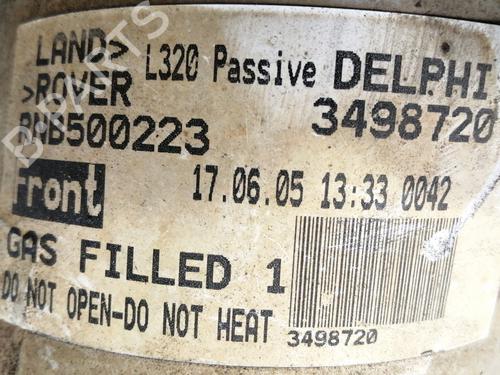 LAND> L320 Passive DELPHI
>ROVER 3498720
RNB500223
Front 17.06.05 13:33 0042
GAS FILLED 1
DO NOT OPEN-DO NOT HEAT 3498720